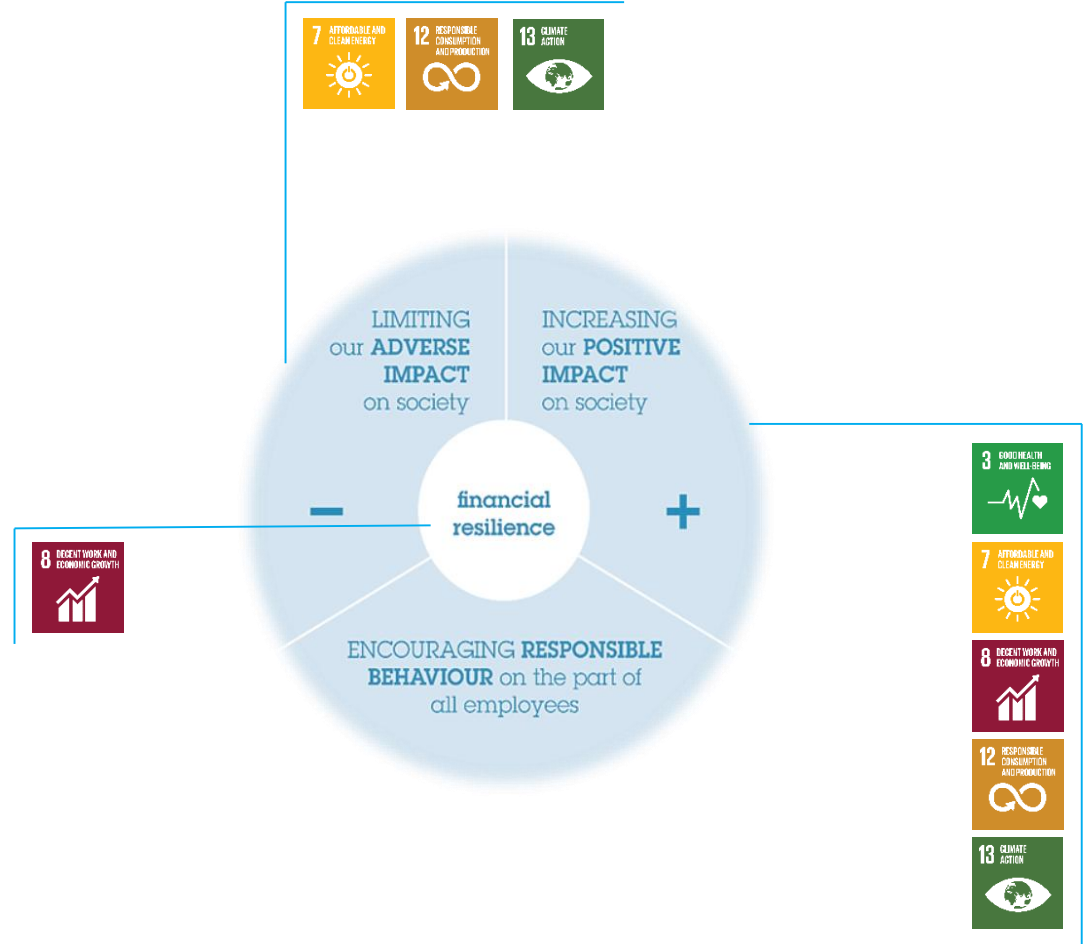 7 AFFORDABLE AND
CLEAN ENERGY
12 RESPONSIBLE
CONSUMPTION
AND PRODUCTION
13 CLIMATE
ACTION
LIMITING
our ADVERSE
IMPACT
on society
INCREASING
our POSITIVE
IMPACT
on society
financial
resilience
ENCOURAGING RESPONSIBLE
BEHAVIOUR on the part of
all employees
8 DECENT WORK AND
ECONOMIC GROWTH
3 GOOD HEALTH
AND WELL-BEING
7 AFFORDABLE AND
CLEAN ENERGY
8 DECENT WORK AND
ECONOMIC GROWTH
12 RESPONSIBLE
CONSUMPTION
AND PRODUCTION
13 CLIMATE
ACTION